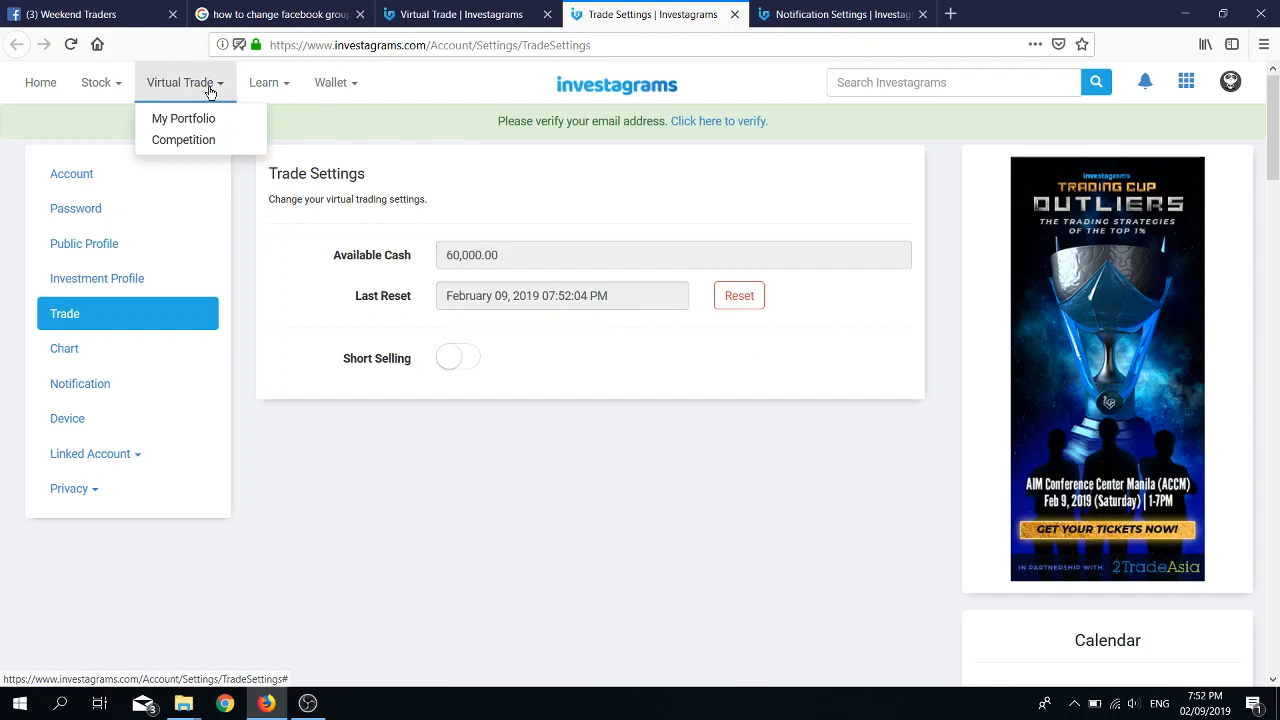 (3) Weekend Traders
how to change facebook group
Virtual Trade | Investagrams
Trade Settings | Investagrams
Notification Settings | Investag
https://www.investagrams.com/Account/Settings/TradeSettings
Home
Stock
Virtual Trade
Learn
Wallet
investagrams
Search Investagrams
My Portfolio
Competition
Please verify your email address. Click here to verify.
Account
Password
Public Profile
Investment Profile
Trade
Chart
Notification
Device
Linked Account
Privacy
Trade Settings
Change your virtual trading settings.
Available Cash
60,000.00
Last Reset
February 09, 2019 07:52:04 PM
Reset
Short Selling
investagrams
TRADING CUP
OUTLIERS
THE TRADING STRATEGIES
OF THE TOP 1%
AIM Conference Center Manila (ACCM)
Feb 9, 2019 (Saturday) | 1-7PM
GET YOUR TICKETS NOW!
IN PARTNERSHIP WITH: 2TradeAsia
Calendar
https://www.investagrams.com/Account/Settings/TradeSettings#
3
ENG
7:52 PM
02/09/2019
1